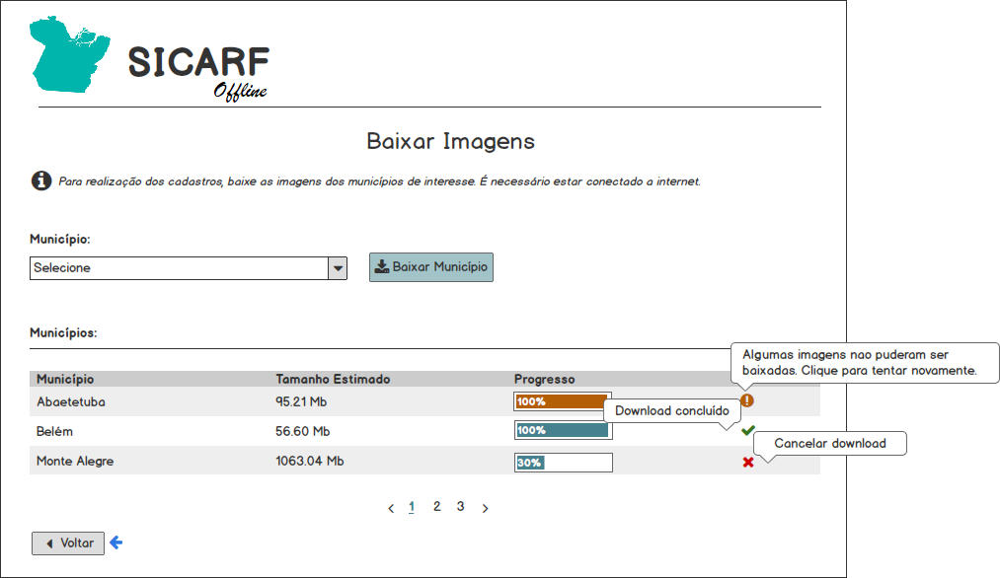 SICARF
Offline
Baixar Imagens
Para realização dos cadastros, baixe as imagens dos municípios de interesse. É necessário estar conectado a internet.
Município:
Selecione
Baixar Município
Municípios:
Algumas imagens nao puderam ser
baixadas. Clique para tentar novamente.
Município Tamanho Estimado Progresso
Abaetetuba 95.21 Mb 100%
Download concluído
Belém 56.60 Mb 100%
Cancelar download
Monte Alegre 1063.04 Mb 30%
1 2 3
Voltar